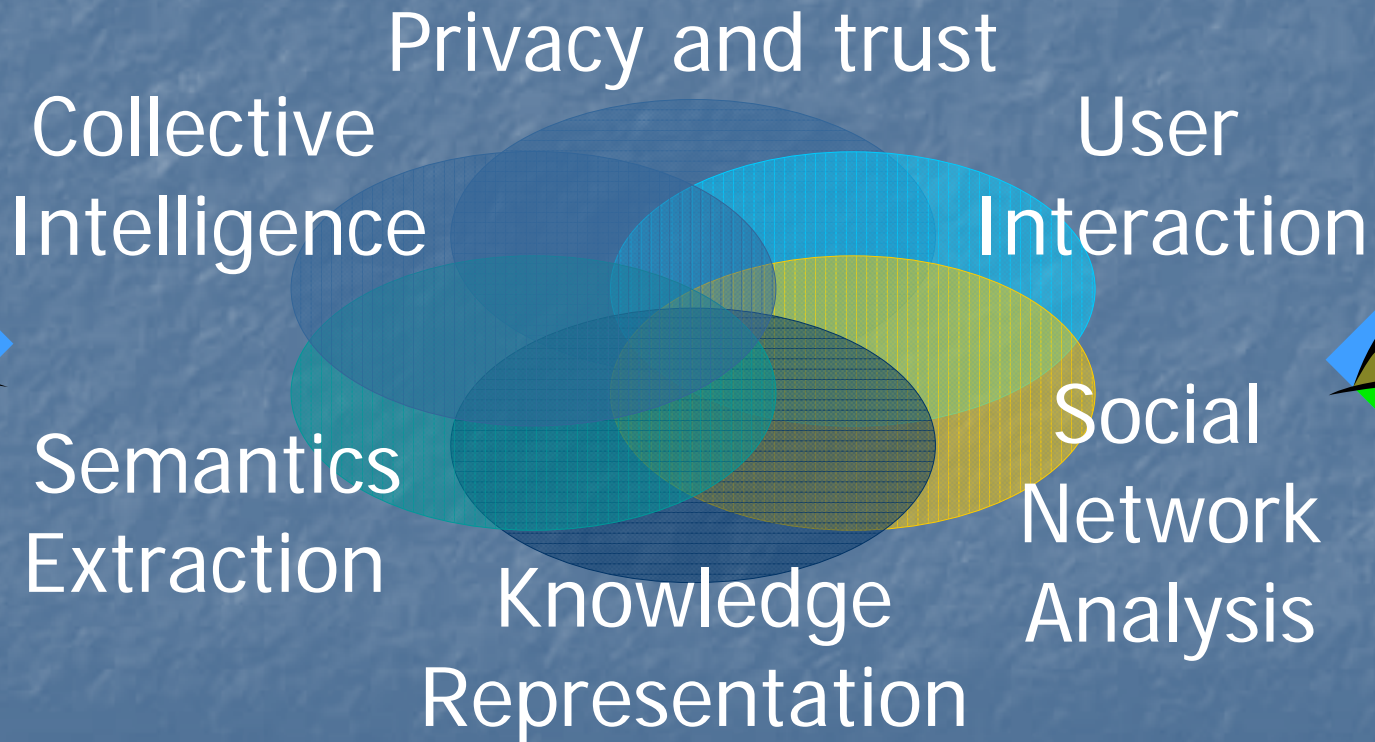 Privacy and trust
Collective
Intelligence
User
Interaction
Semantics
Extraction
Social
Network
Analysis
Knowledge
Representation